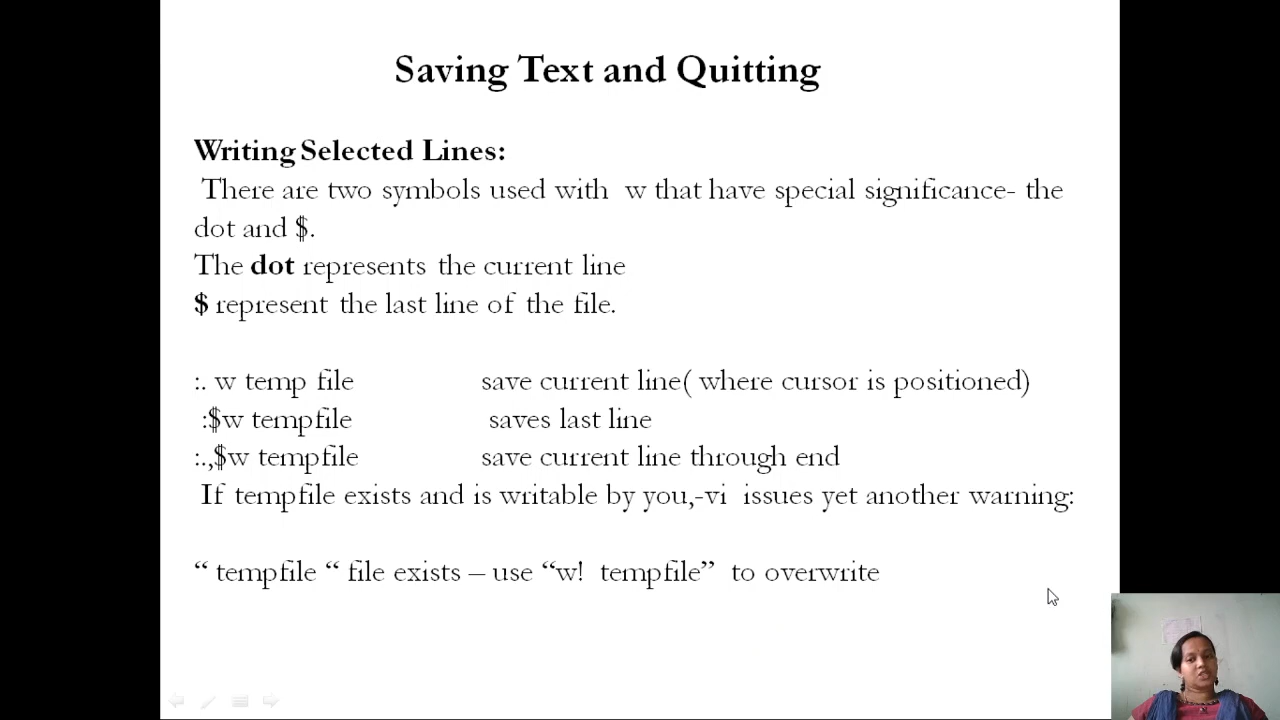 Saving Text and Quitting
Writing Selected Lines:
There are two symbols used with w that have special significance- the
dot and $.
The dot represents the current line
$ represent the last line of the file.
:. w temp file save current line( where cursor is positioned)
:$w tempfile saves last line
:.,$w tempfile save current line through end
If tempfile exists and is writable by you,-vi issues yet another warning:
“ tempfile “ file exists – use “w! tempfile” to overwrite